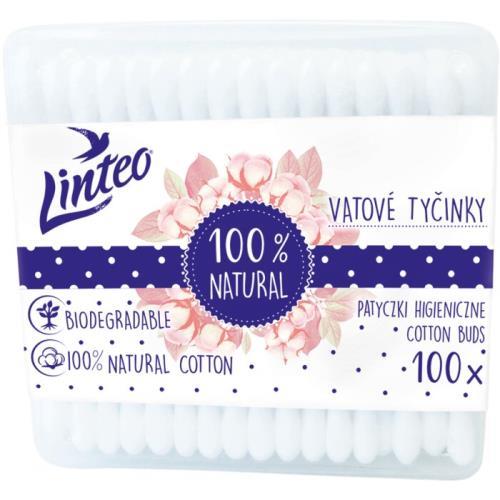 Linteo®
VATOVÉ TYČINKY
100%
NATURAL
BIODEGRADABLE
100% NATURAL COTTON
PATYCZKI HIGIENICZNE
COTTON BUDS
100x